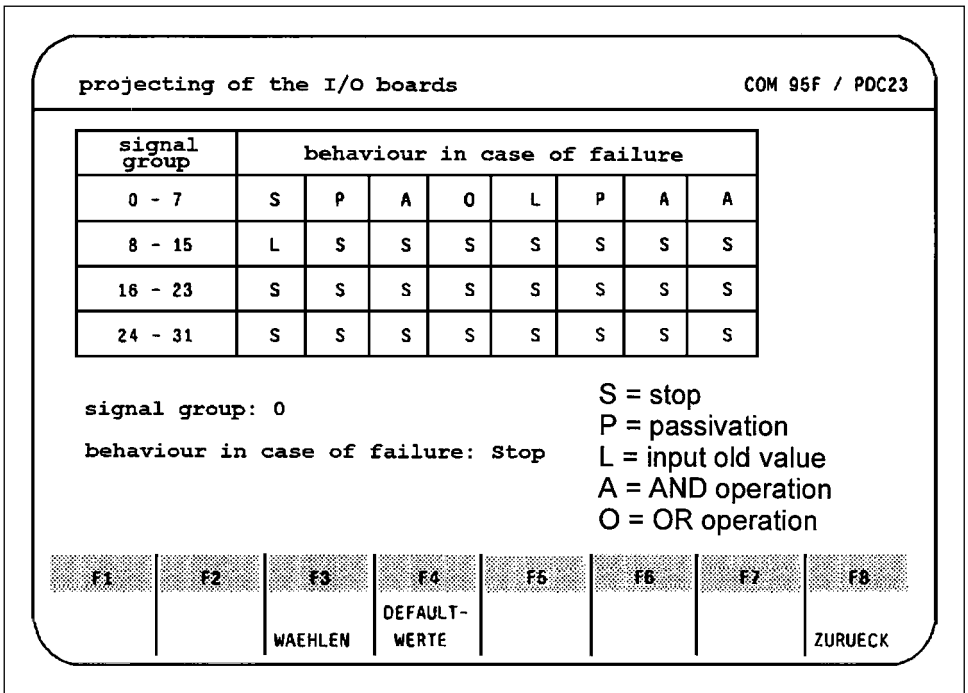 projecting of the I/O boards COM 95F / PDC23
signal group behaviour in case of failure
0 - 7 S P A O L P A A
8 - 15 L S S S S S S S
16 - 23 S S S S S S S S
24 - 31 S S S S S S S S
signal group: 0
behaviour in case of failure: Stop
S = stop
P = passivation
L = input old value
A = AND operation
O = OR operation
F1 F2 F3 F4 F5 F6 F7 F8
WAEHLEN DEFAULT-
WERTE ZURUECK